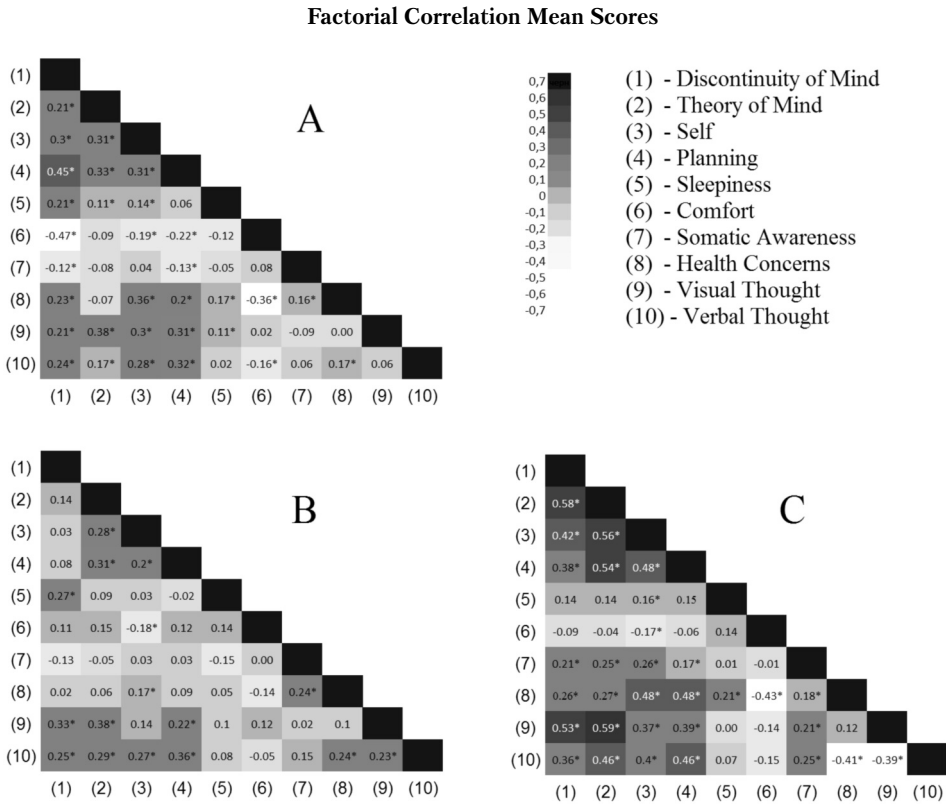 Factorial Correlation Mean Scores
A
(1)
(2) 0.21*
(3) 0.3* 0.31*
(4) 0.45* 0.33* 0.31*
(5) 0.21* 0.11* 0.14* 0.06
(6) -0.47* -0.09 -0.19* -0.22* -0.12
(7) -0.12* -0.08 0.04 -0.13* -0.05 0.08
(8) 0.23* -0.07 0.36* 0.2* 0.17* -0.36* 0.16*
(9) 0.21* 0.38* 0.3* 0.31* 0.11* 0.02 -0.09 0.00
(10) 0.24* 0.17* 0.28* 0.32* 0.02 -0.16* 0.06 0.17* 0.06
(1) (2) (3) (4) (5) (6) (7) (8) (9) (10)
0,7
0,6
0,5
0,4
0,3
0,2
0,1
0
-0,1
-0,2
-0,3
-0,4
-0,5
-0,6
-0,7
(1) - Discontinuity of Mind
(2) - Theory of Mind
(3) - Self
(4) - Planning
(5) - Sleepiness
(6) - Comfort
(7) - Somatic Awareness
(8) - Health Concerns
(9) - Visual Thought
(10) - Verbal Thought
B
(1)
(2) 0.14
(3) 0.03 0.28*
(4) 0.08 0.31* 0.2*
(5) 0.27* 0.09 0.03 -0.02
(6) 0.11 0.15 -0.18* 0.12 0.14
(7) -0.13 -0.05 0.03 0.03 -0.15 0.00
(8) 0.02 0.06 0.17* 0.09 0.05 -0.14 0.24*
(9) 0.33* 0.38* 0.14 0.22* 0.1 0.12 0.02 0.1
(10) 0.25* 0.29* 0.27* 0.36* 0.08 -0.05 0.15 0.24* 0.23*
(1) (2) (3) (4) (5) (6) (7) (8) (9) (10)
C
(1)
(2) 0.58*
(3) 0.42* 0.56*
(4) 0.38* 0.54* 0.48*
(5) 0.14 0.14 0.16* 0.15
(6) -0.09 -0.04 -0.17* -0.06 0.14
(7) 0.21* 0.25* 0.26* 0.17* 0.01 -0.01
(8) 0.26* 0.27* 0.48* 0.48* 0.21* -0.43* 0.18*
(9) 0.53* 0.59* 0.37* 0.39* 0.00 -0.14 0.21* 0.12
(10) 0.36* 0.46* 0.4* 0.46* 0.07 -0.15 0.25* -0.41* -0.39*
(1) (2) (3) (4) (5) (6) (7) (8) (9) (10)